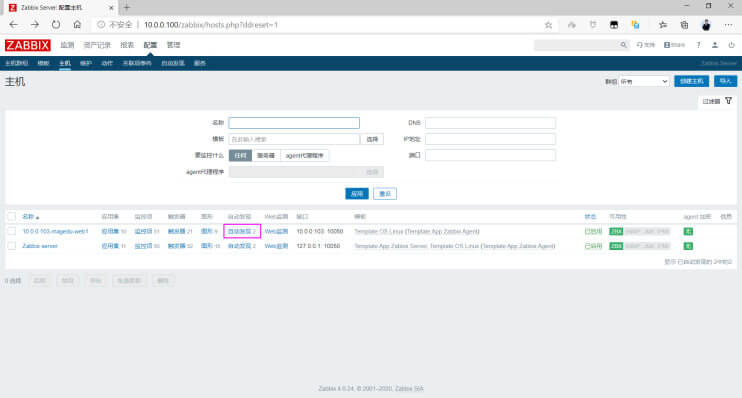 Zabbix Server: 配置主机
不安全 | 10.0.0.100/zabbix/hosts.php?ddreset=1
ZABBIX 监测 资产记录 报表 配置 管理 支持 Share ?
主机群组 模板 主机 维护 动作 关联项事件 自动发现 服务 Zabbix Server
主机 群组 所有 创建主机 导入
过滤器
名称 DNS
模板 在此输入搜索 选择 IP地址
要监控什么 任何 服务器 agent代理程序 端口
agent代理程序 选择
应用 重设
名称 应用集 监控项 触发器 图形 自动发现 Web监测 接口 模板 状态 可用性 agent 加密 信息
10.0.0.103-magedu-web1 应用集 10 监控项 触发器 21 图形 自动发现 2 Web监测 10.0.0.103: 10050 Template OS Linux (Template App Zabbix Agent) 已启用 ZBX SNMP JMX IPMI 无
Zabbix server 应用集 11 监控项 触发器 图形 自动发现 2 Web监测 127.0.0.1: 10050 Template App Zabbix Server, Template OS Linux (Template App Zabbix Agent) 已启用 ZBX SNMP JMX IPMI 无
显示 已自动发现的 2中的2
0 选择 启用 禁用 导出 批量更新 删除
Zabbix 4.0.24. © 2001–2020, Zabbix SIA